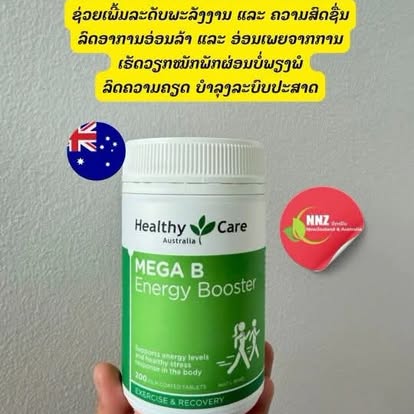 ຊ່ວຍເພີ້ມລະດັບພະລັງງານ ແລະ ຄວາມສົດຊື່ນ
ລົດອາການອ່ອນລ້າ ແລະ ອ່ອນເພຍຈາກການ
ເຮັດວຽກໜັກພັກຜ່ອນບໍ່ພຽງພໍ
ລົດຄວາມຄຽດ ບຳລຸງລະບົບປະສາດ
NNZ
NewZealand & Australia
Healthy Care
Australia
MEGA B
Energy Booster
Supports energy levels
and healthy stress
response in the body
200 FILM COATED TABLETS
EXERCISE & RECOVERY